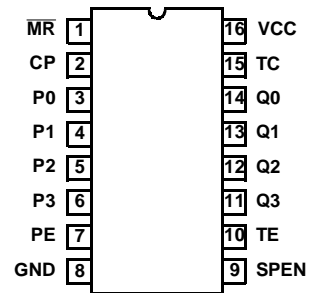 M̅R̅ 1 16 VCC
CP 2 15 TC
P0 3 14 Q0
P1 4 13 Q1
P2 5 12 Q2
P3 6 11 Q3
PE 7 10 TE
GND 8 9 SPEN